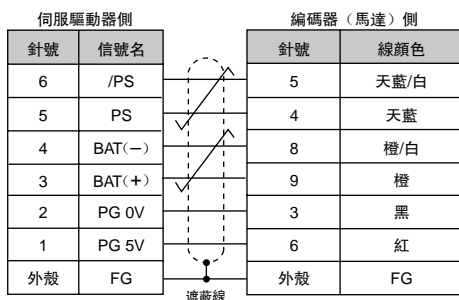 伺服驅動器側 編碼器（馬達）側
針號 信號名 針號 線顏色
6 /PS 5 天藍/白
5 PS 4 天藍
4 BAT(－) 8 橙/白
3 BAT(＋) 9 橙
2 PG 0V 3 黑
1 PG 5V 6 紅
外殼 FG 外殼 FG
遮蔽線